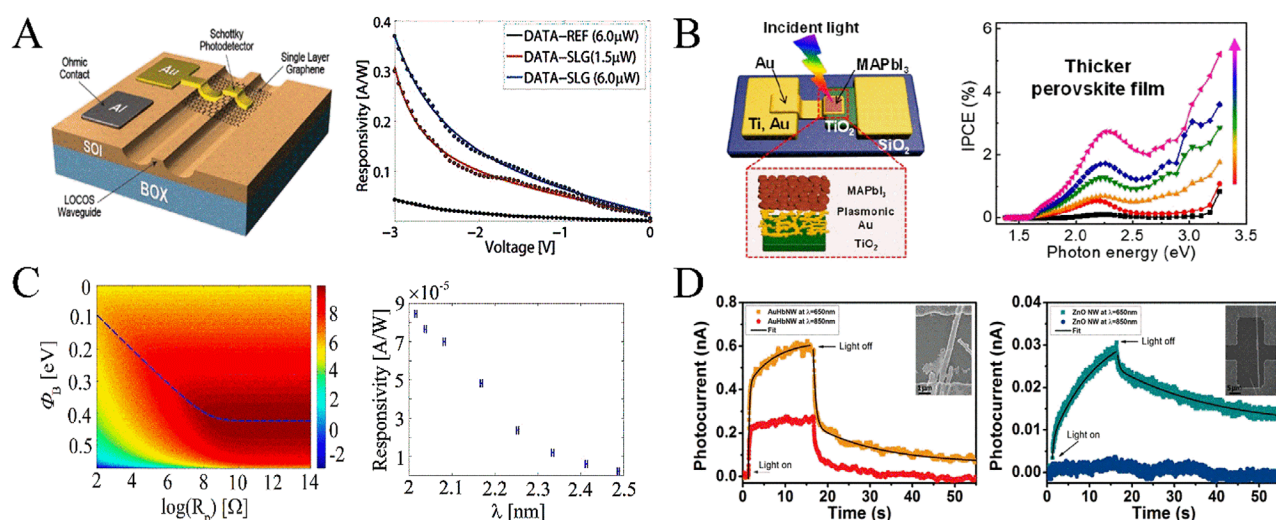 A
Schottky
Photodetector
Single Layer
Graphene
Ohmic
Contact
Au
Al
SOI
BOX
LOCOS
Waveguide
Responsivity [A/W]
0.4
0.3
0.2
0.1
DATA–REF (6.0μW)
DATA–SLG(1.5μW)
DATA–SLG (6.0μW)
-3 -2 -1 0
Voltage [V]
B
Incident light
Au
MAPbI3
Ti, Au
TiO2
SiO2
MAPbI3
Plasmonic
Au
TiO2
IPCE (%)
6
4
2
0
Thicker
perovskite film
1.5 2.0 2.5 3.0 3.5
Photon energy (eV)
C
ΦB [eV]
0
0.1
0.2
0.3
0.4
0.5
2 4 6 8 10 12 14
log(Rp) [Ω]
8
6
4
2
0
-2
×10-5
Responsivity [A/W]
9
7
5
3
1
2 2.1 2.2 2.3 2.4 2.5
λ [nm]
D
Photocurrent (nA)
0.8
0.6
0.4
0.2
0.0
AuHbNW at λ=650nm
AuHbNW at λ=850nm
Fit
Light off
Light on
1μm
0 10 20 30 40 50
Time (s)
Photocurrent (nA)
0.04
0.03
0.02
0.01
0.00
ZnO NW at λ=650nm
ZnO NW at λ=850nm
Fit
Light off
Light on
0 10 20 30 40 50
Time (s)